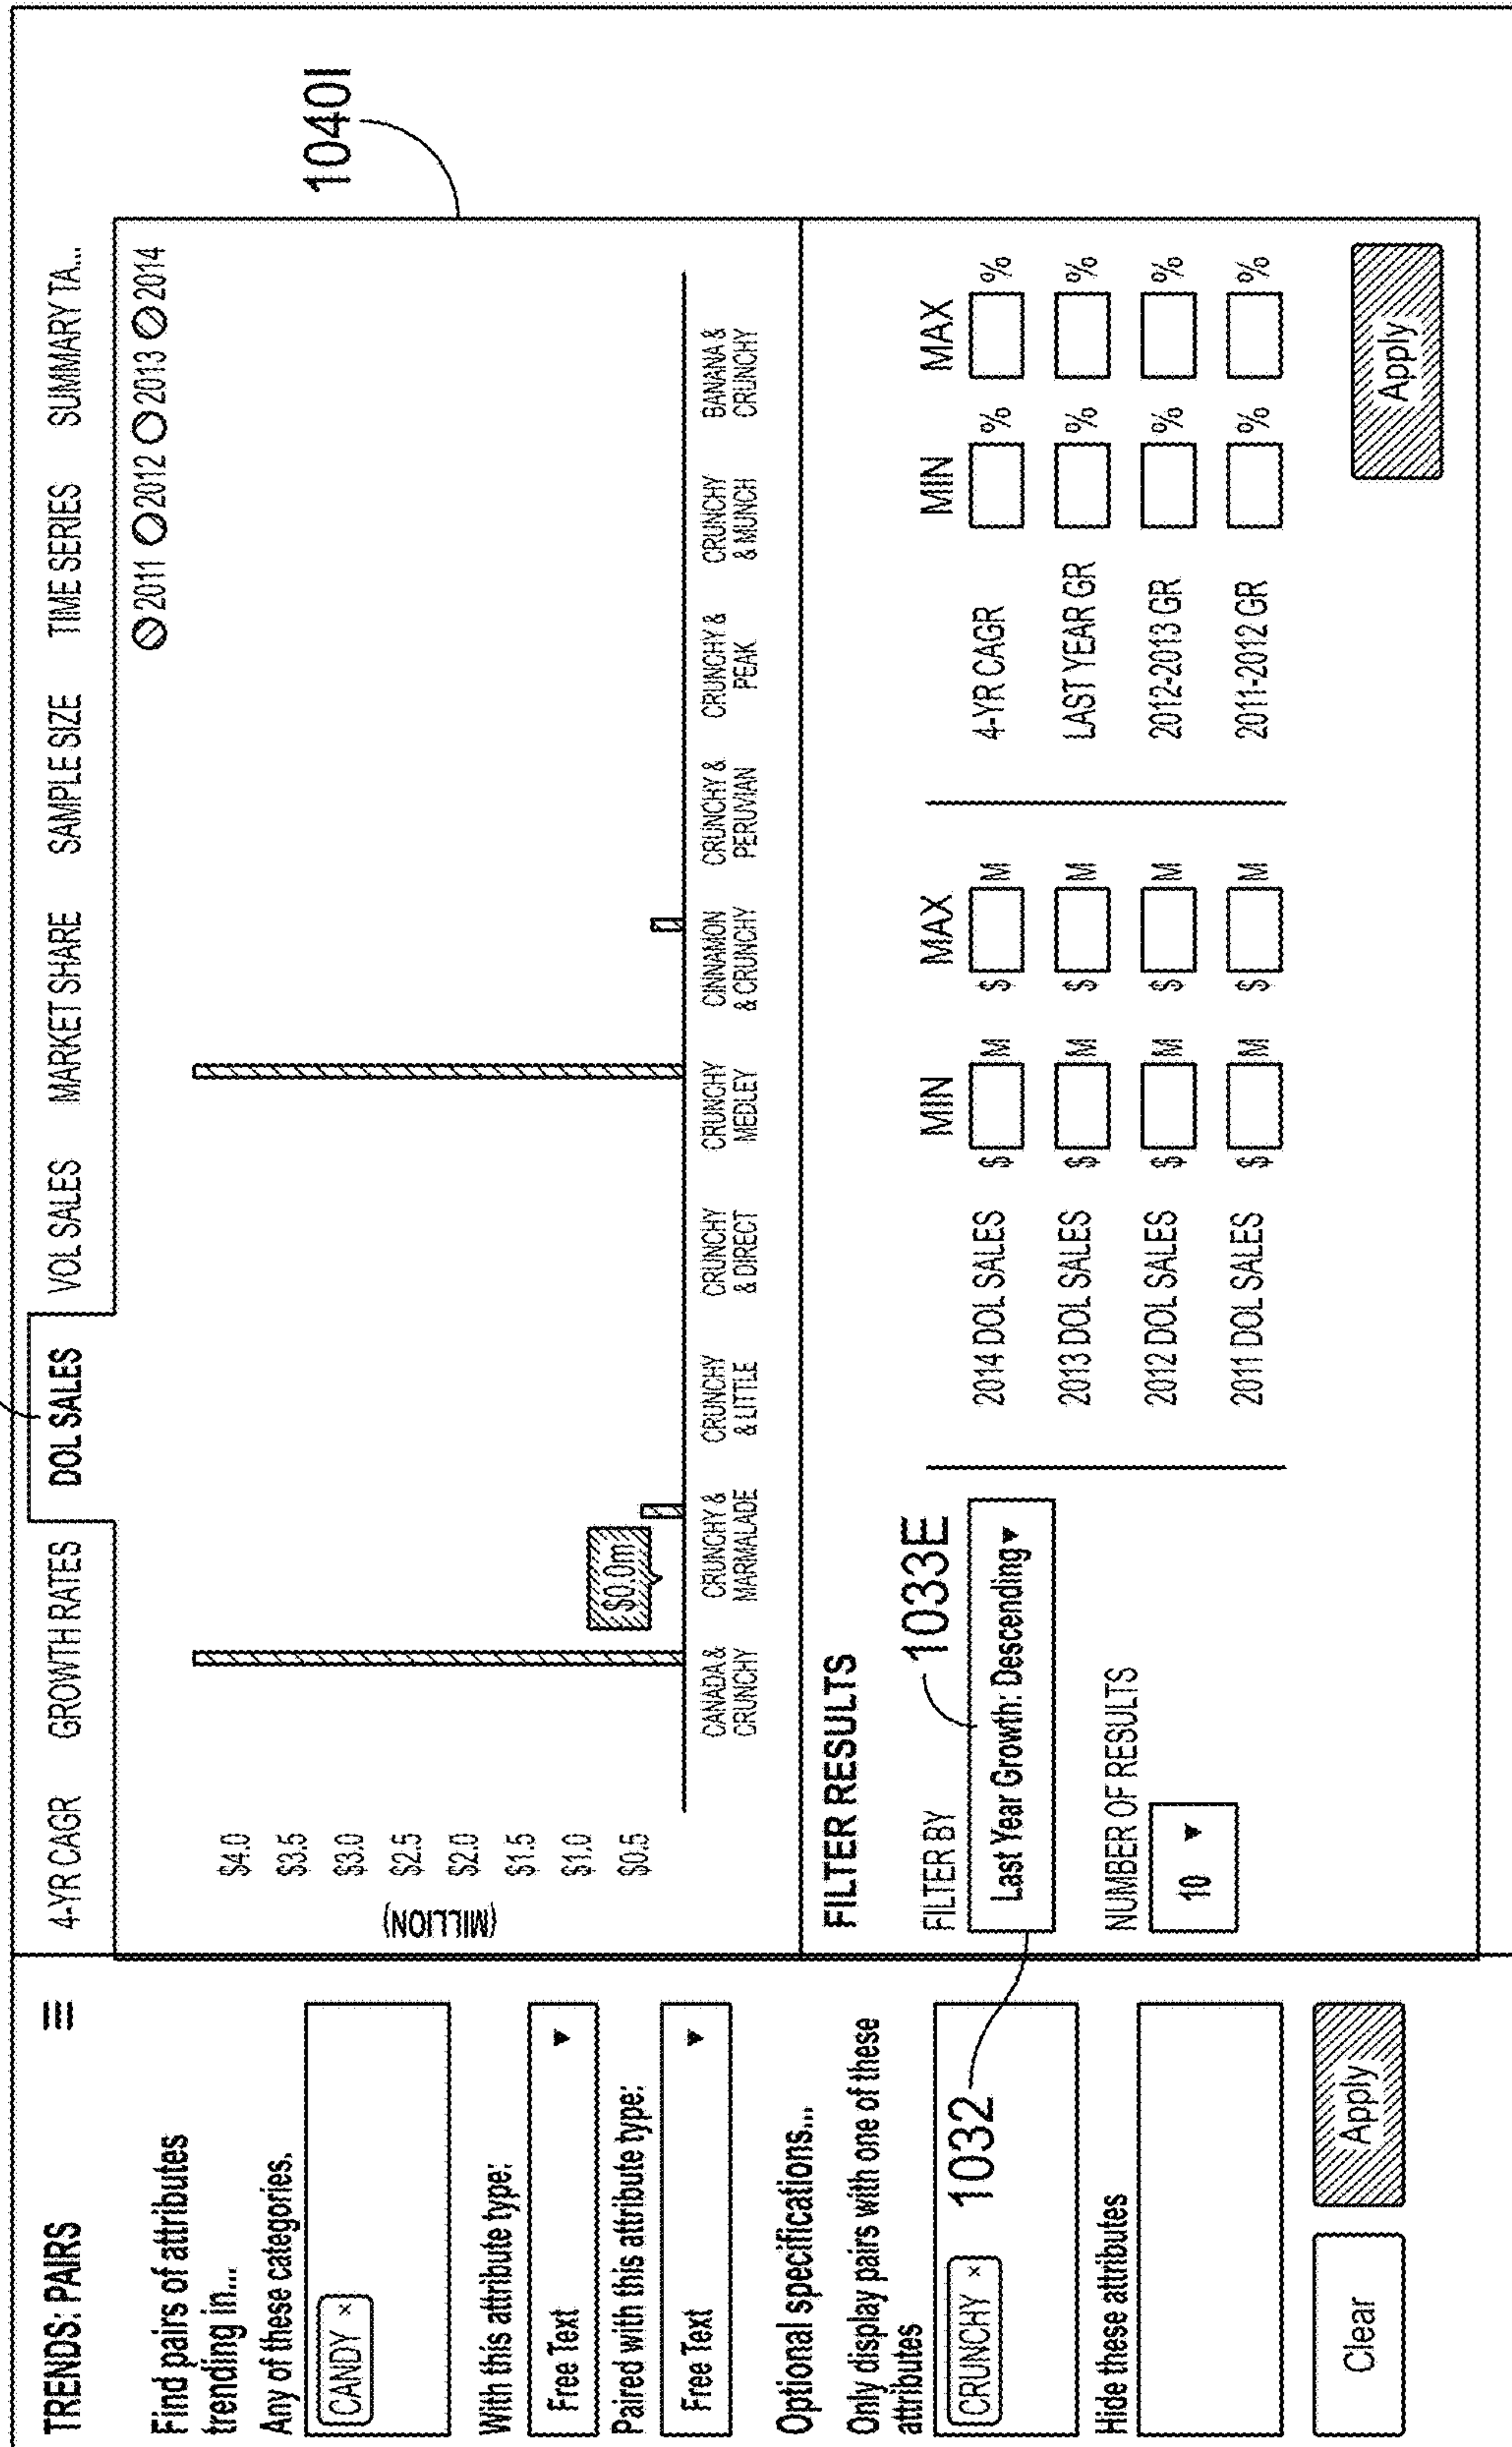 TRENDS: PAIRS
Find pairs of attributes
trending in...
Any of these categories.
CANDY ×
With this attribute type:
Free Text ▼
Paired with this attribute type:
Free Text ▼
Optional specifications...
Only display pairs with one of these
attributes
CRUNCHY ×
1032
Hide these attributes
Clear
Apply
4-YR CAGR
GROWTH RATES
DOL SALES
VOL SALES
MARKET SHARE
SAMPLE SIZE
TIME SERIES
SUMMARY TA...
2011 2012 2013 2014
1040I
(MILLION)
$4.0
$3.5
$3.0
$2.5
$2.0
$1.5
$1.0
$0.5
$0.0m
CANADA &
CRUNCHY
CRUNCHY &
MARMALADE
CRUNCHY
& LITTLE
CRUNCHY
& DIRECT
CRUNCHY
MEDLEY
CINNAMON
& CRUNCHY
CRUNCHY &
PERUVIAN
CRUNCHY &
PEAK
CRUNCHY
& MUNCH
BANANA &
CRUNCHY
FILTER RESULTS
FILTER BY
1033E
Last Year Growth: Descending ▼
NUMBER OF RESULTS
10 ▼
MIN MAX
2014 DOL SALES $ M $ M
2013 DOL SALES $ M $ M
2012 DOL SALES $ M $ M
2011 DOL SALES $ M $ M
MIN MAX
4-YR CAGR % %
LAST YEAR GR % %
2012-2013 GR % %
2011-2012 GR % %
Apply